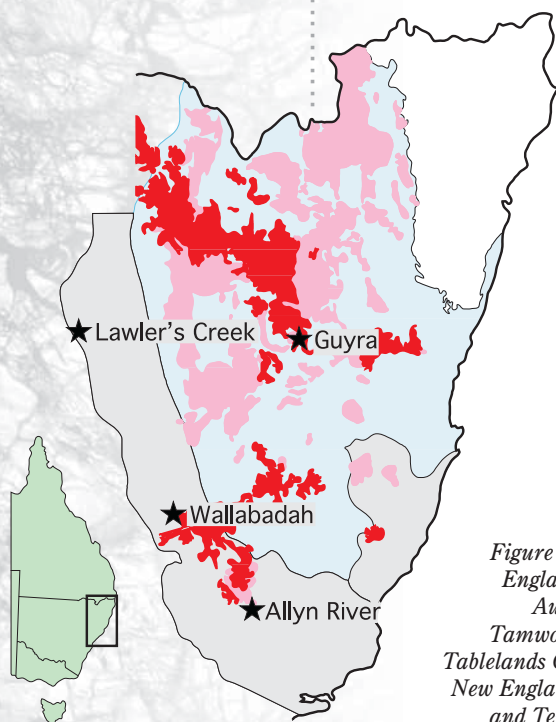 Lawler's Creek
Guyra
Wallabadah
Allyn River
Figure
Engla
Au
Tamwo
Tablelands
New Engla
and Te